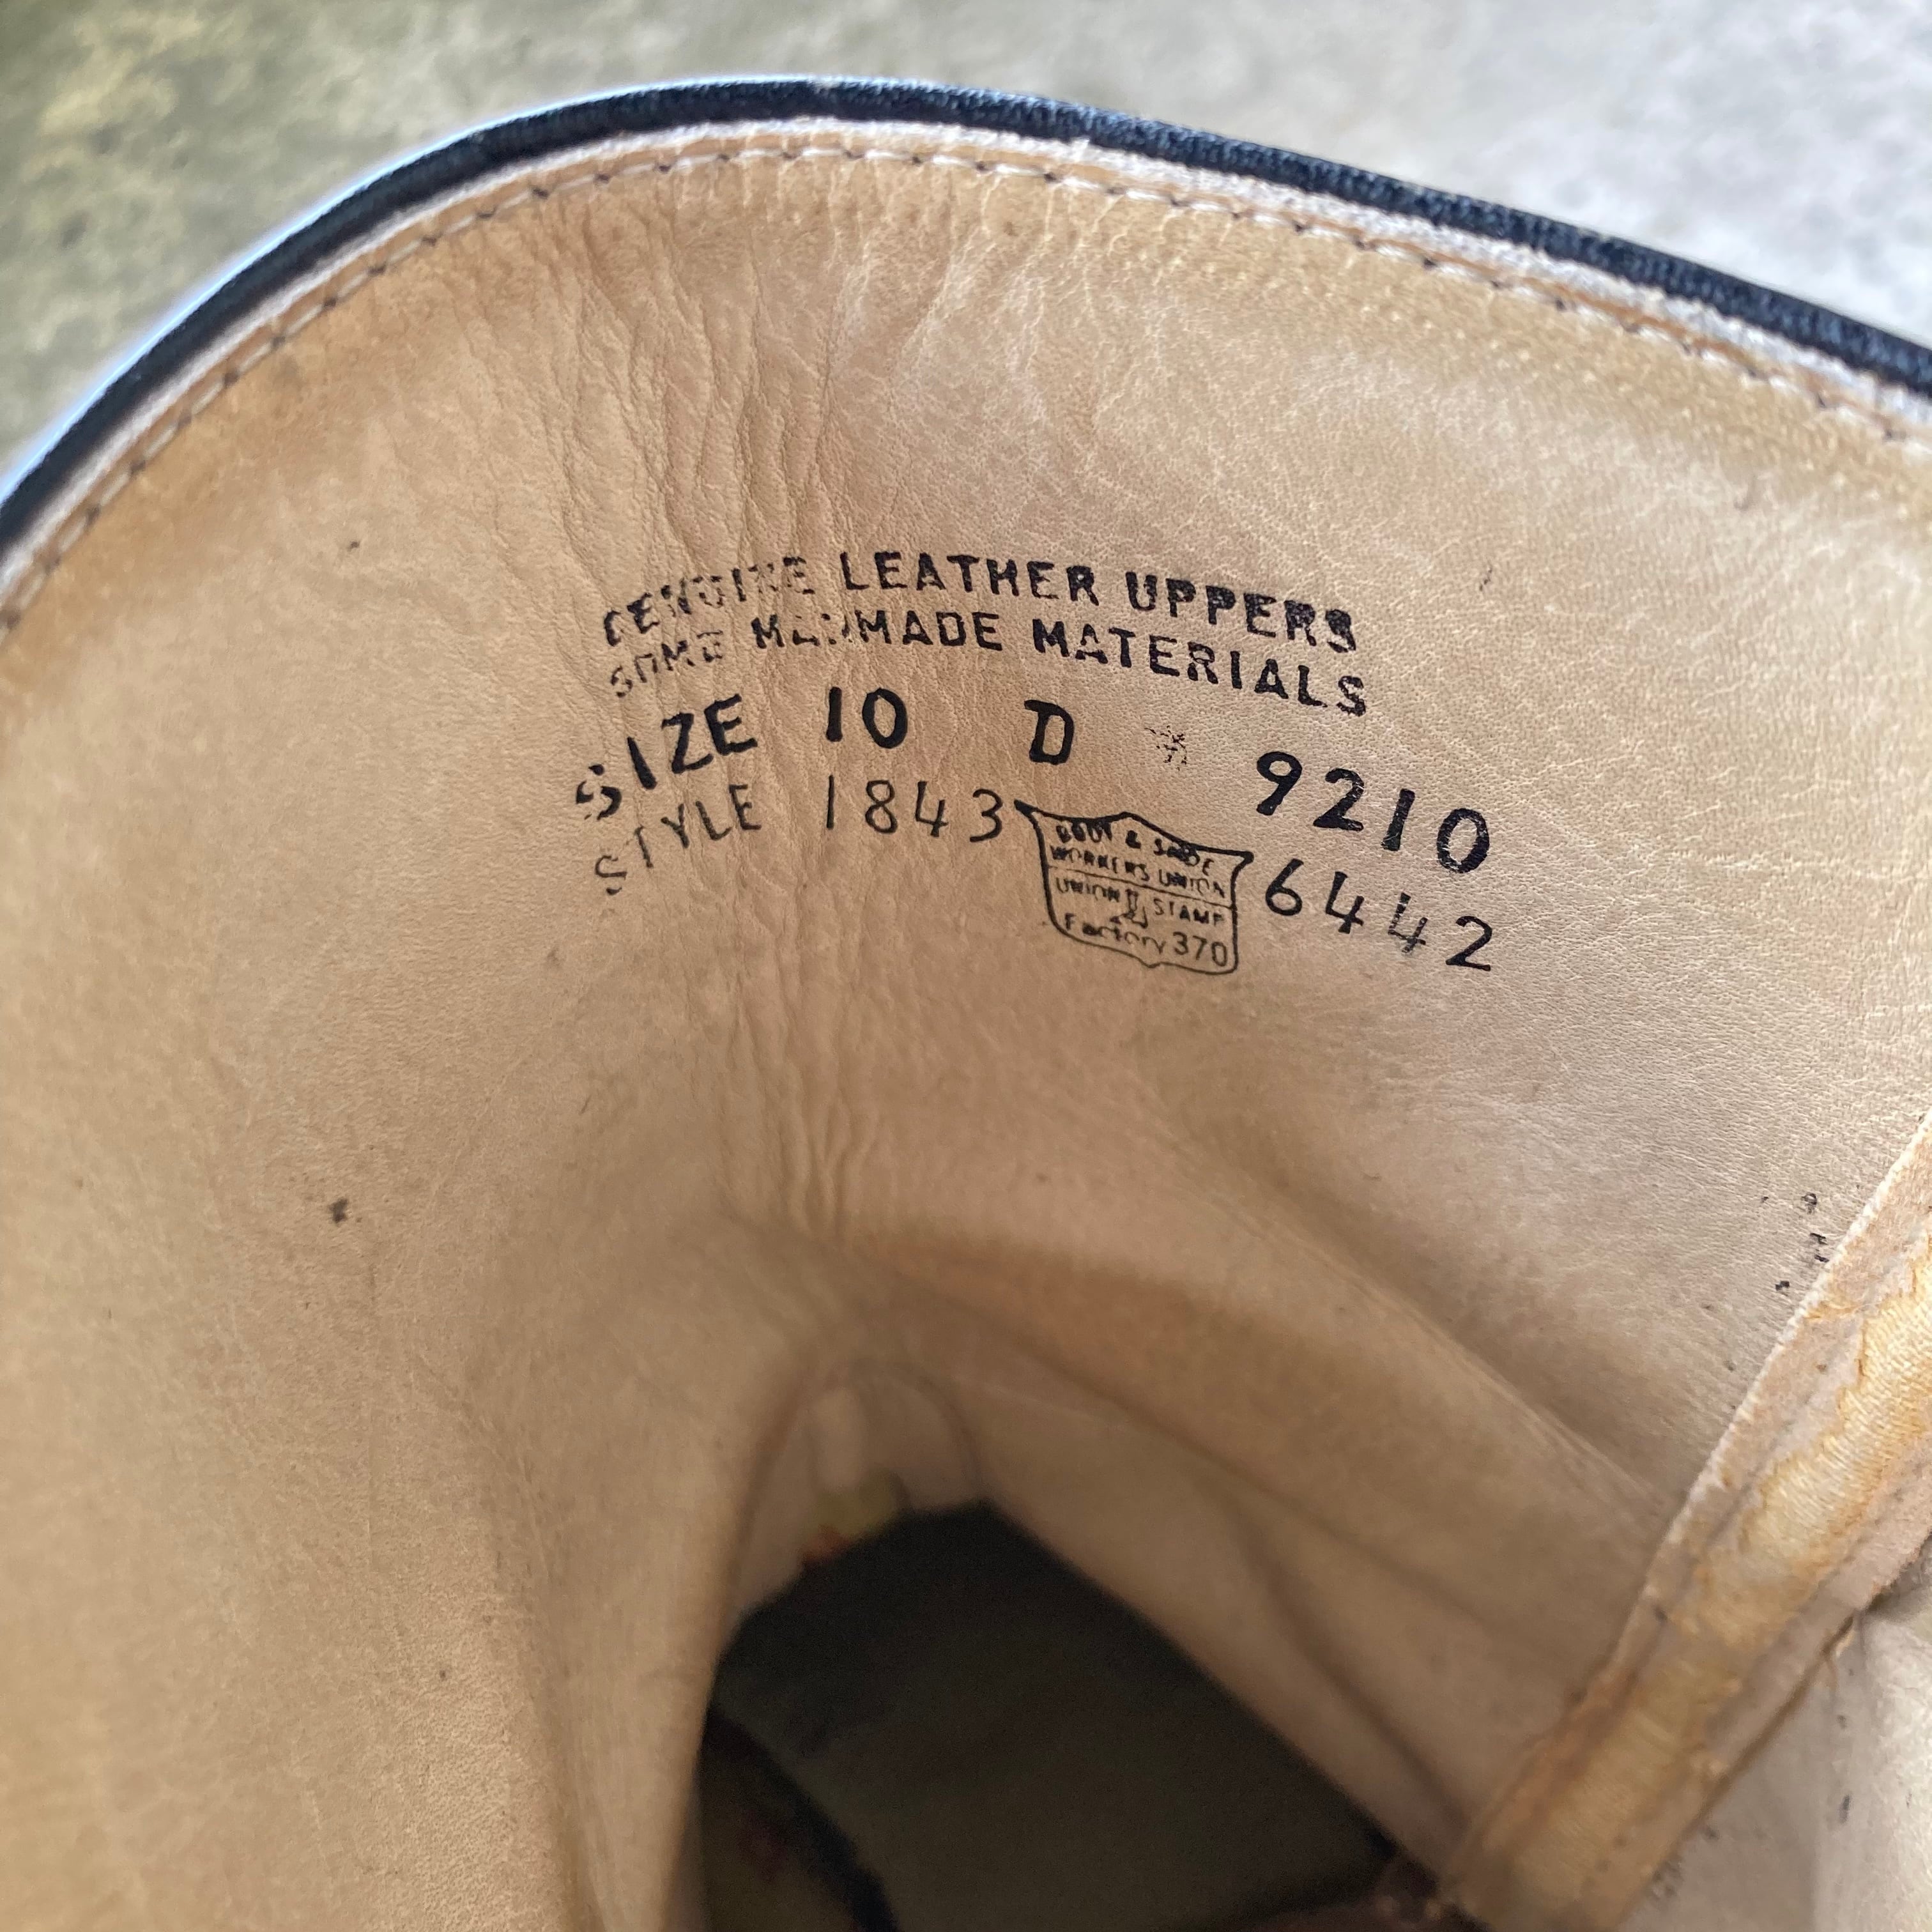 GENUINE LEATHER UPPERS
SOME MANMADE MATERIALS
SIZE 10 D * 9210
STYLE 1843 6442
BOOT & SHOE
WORKERS UNION
UNION STAMP
Factory 370